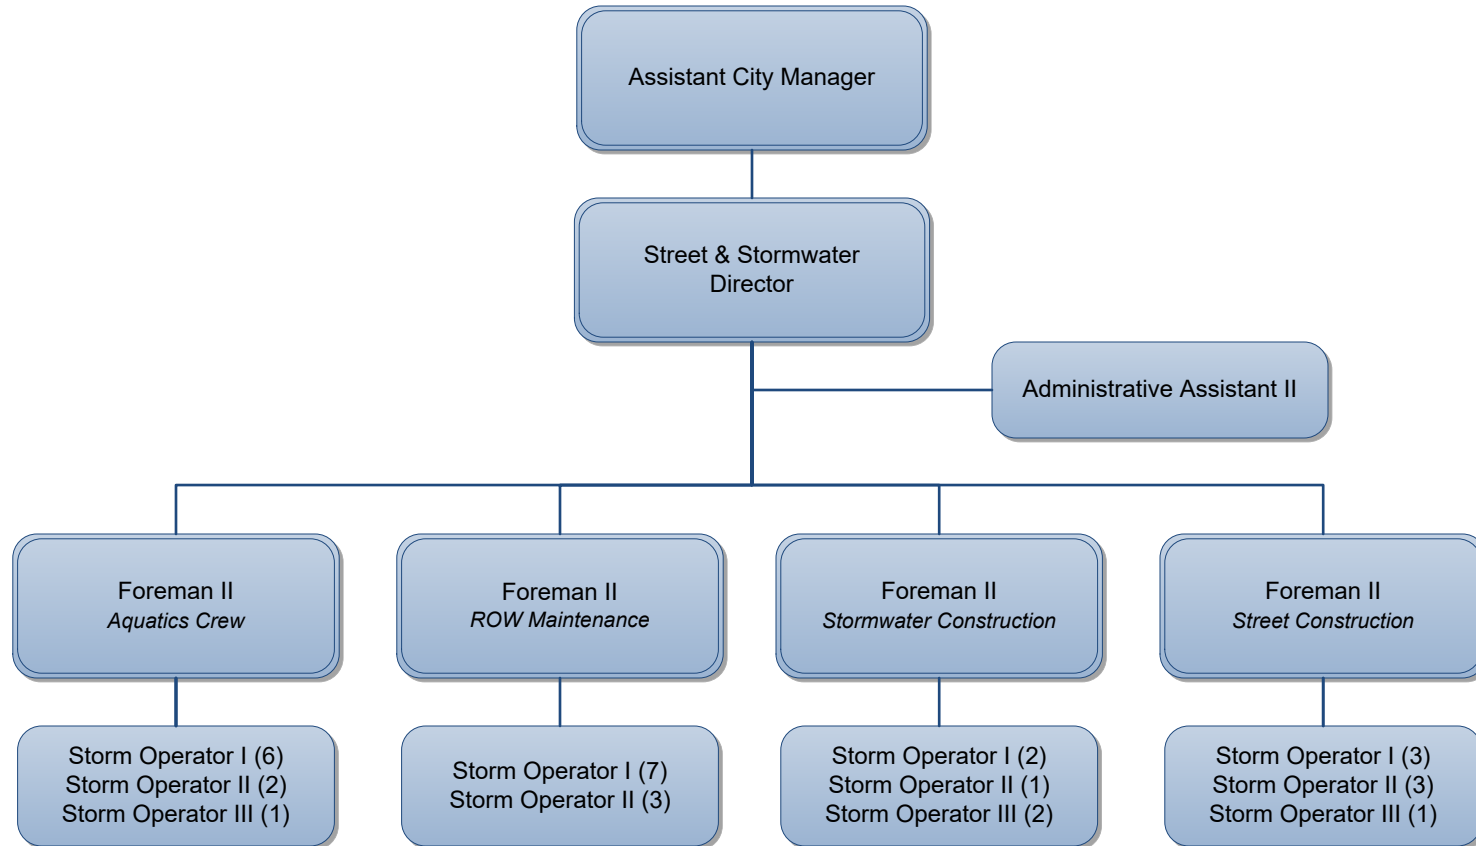 Assistant City Manager
Street & Stormwater
Director
Administrative Assistant II
Foreman II
Aquatics Crew
Foreman II
ROW Maintenance
Foreman II
Stormwater Construction
Foreman II
Street Construction
Storm Operator I (6)
Storm Operator II (2)
Storm Operator III (1)
Storm Operator I (7)
Storm Operator II (3)
Storm Operator I (2)
Storm Operator II (1)
Storm Operator III (2)
Storm Operator I (3)
Storm Operator II (3)
Storm Operator III (1)